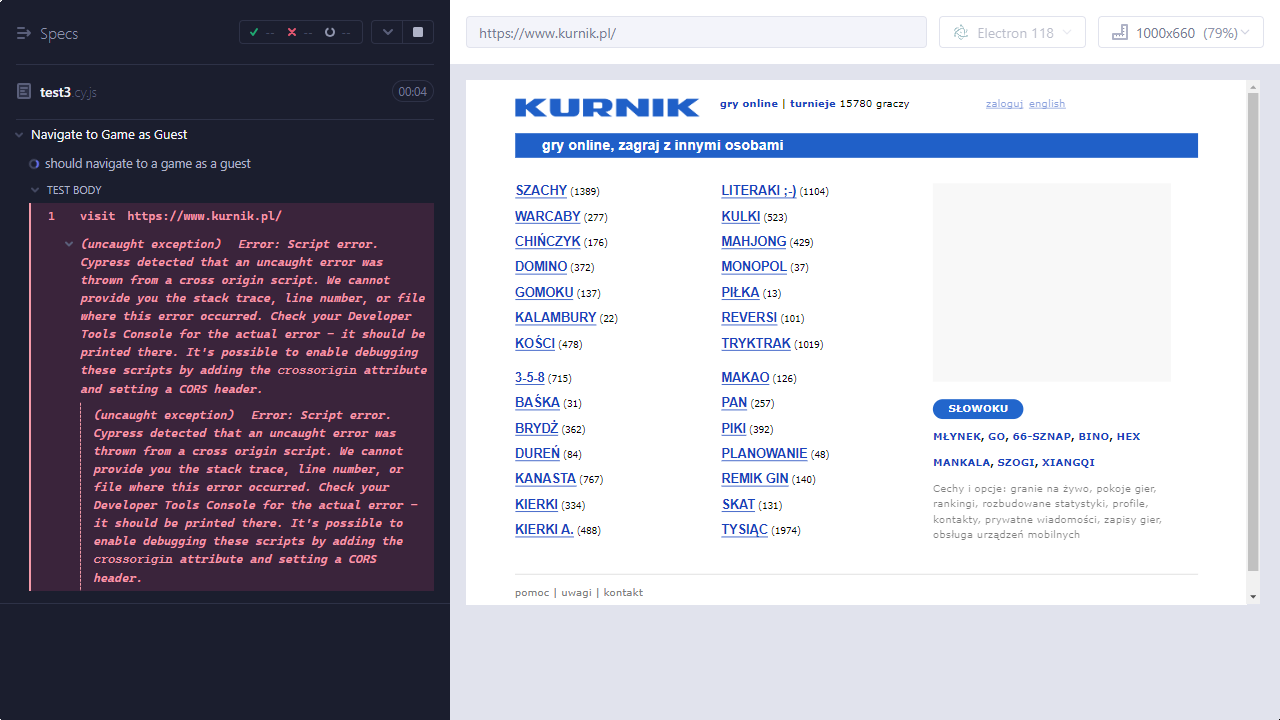 Specs
-- -- --
test3.cy.js
00:04
Navigate to Game as Guest
should navigate to a game as a guest
TEST BODY
1 visit https://www.kurnik.pl/
(uncaught exception) Error: Script error.
Cypress detected that an uncaught error was
thrown from a cross origin script. We cannot
provide you the stack trace, line number, or file
where this error occurred. Check your Developer
Tools Console for the actual error - it should be
printed there. It's possible to enable debugging
these scripts by adding the crossorigin attribute
and setting a CORS header.
(uncaught exception) Error: Script error.
Cypress detected that an uncaught error was
thrown from a cross origin script. We cannot
provide you the stack trace, line number, or
file where this error occurred. Check your
Developer Tools Console for the actual error -
it should be printed there. It's possible to
enable debugging these scripts by adding the
crossorigin attribute and setting a CORS
header.
https://www.kurnik.pl/
Electron 118
1000x660 (79%)
KURNIK
gry online | turnieje 15780 graczy
zaloguj english
gry online, zagraj z innymi osobami
SZACHY (1389)
WARCABY (277)
CHIŃCZYK (176)
DOMINO (372)
GOMOKU (137)
KALAMBURY (22)
KOŚCI (478)
3-5-8 (715)
BAŚKA (31)
BRYDŻ (362)
DUREŃ (84)
KANASTA (767)
KIERKI (334)
KIERKI A. (488)
LITERAKI ;-) (1104)
KULKI (523)
MAHJONG (429)
MONOPOL (37)
PIŁKA (13)
REVERSI (101)
TRYKTRAK (1019)
MAKAO (126)
PAN (257)
PIKI (392)
PLANOWANIE (48)
REMIK GIN (140)
SKAT (131)
TYSIĄC (1974)
SŁOWOKU
MŁYNEK, GO, 66-SZNAP, BINO, HEX
MANKALA, SZOGI, XIANGQI
Cechy i opcje: granie na żywo, pokoje gier,
rankingi, rozbudowane statystyki, profile,
kontakty, prywatne wiadomości, zapisy gier,
obsługa urządzeń mobilnych
pomoc | uwagi | kontakt